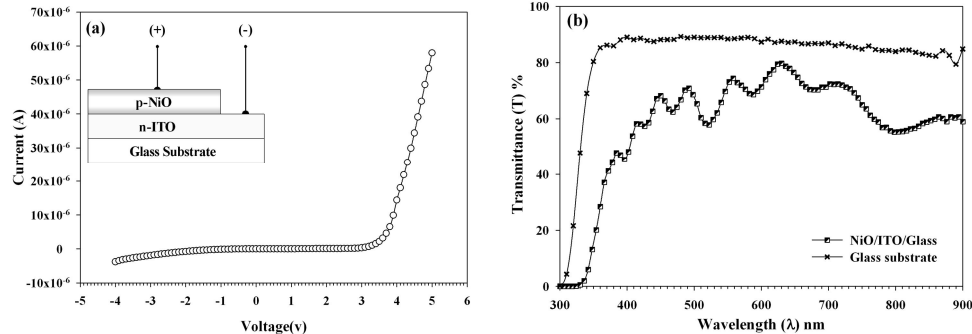 (a)
(+)
(-)
p-NiO
n-ITO
Glass Substrate
Current (A)
70x10-6
60x10-6
50x10-6
40x10-6
30x10-6
20x10-6
10x10-6
0
-10x10-6
-5 -4 -3 -2 -1 0 1 2 3 4 5 6
Voltage(v)
(b)
Transmittance (T) %
100
80
60
40
20
0
NiO/ITO/Glass
Glass substrate
300 400 500 600 700 800 900
Wavelength (λ) nm